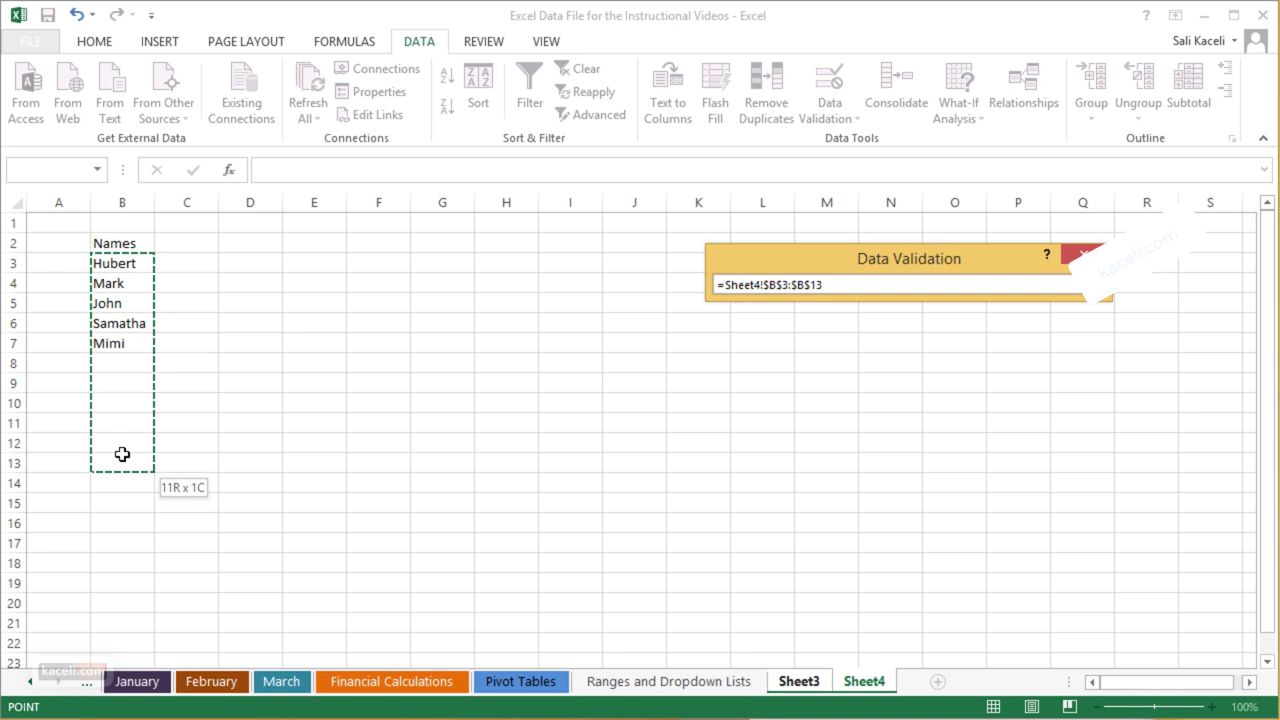 Excel Data File for the Instructional Videos - Excel
?
FILE HOME INSERT PAGE LAYOUT FORMULAS DATA REVIEW VIEW Sali Kaceli
From Access
From Web
From Text
From Other Sources
Existing Connections
Get External Data
Refresh All
Connections
Properties
Edit Links
Connections
Sort
Filter
Clear
Reapply
Advanced
Sort & Filter
Text to Columns
Flash Fill
Remove Duplicates
Data Validation
Consolidate
What-If Analysis
Relationships
Data Tools
Group
Ungroup
Subtotal
Outline
fx
A B C D E F G H I J K L M N O P Q R S
1
2 Names
3 Hubert
4 Mark
5 John
6 Samatha
7 Mimi
8
9
10
11
12
13
14
15
16
17
18
19
20
21
22
23
11R x 1C
Data Validation ?
=Sheet4!$B$3:$B$13
kaceli.com
kaceli.com
... January February March Financial Calculations Pivot Tables Ranges and Dropdown Lists Sheet3 Sheet4
POINT 100%